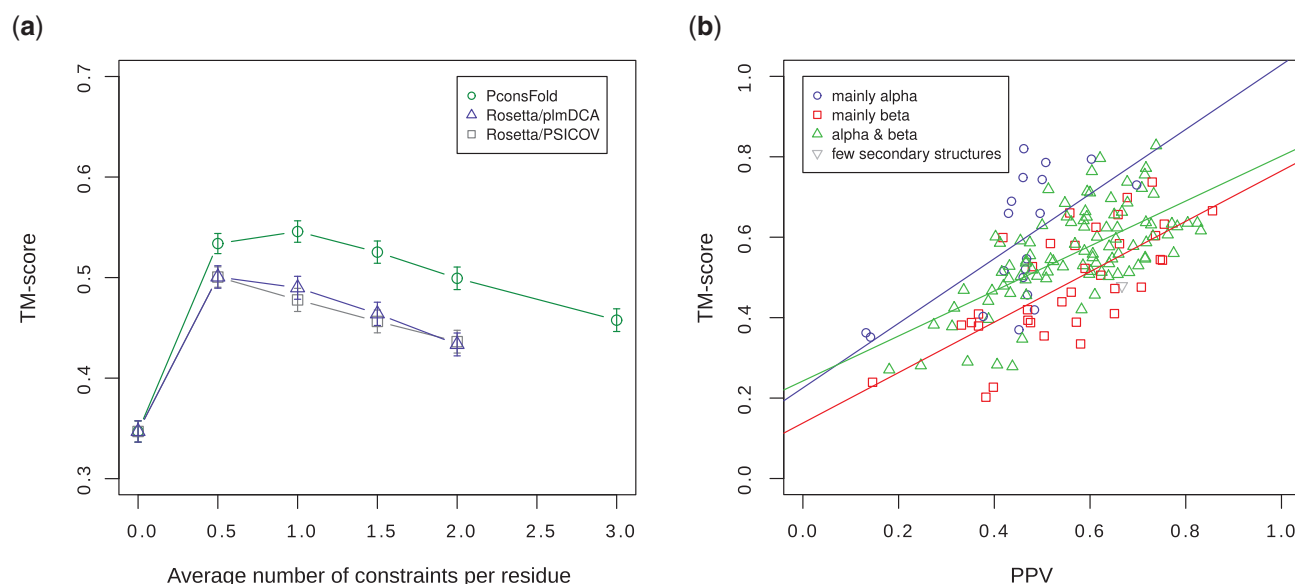 (a)
0.7
0.6
0.5
0.4
0.3
TM-score
PconsFold
Rosetta/plmDCA
Rosetta/PSICOV
0.0 0.5 1.0 1.5 2.0 2.5 3.0
Average number of constraints per residue
(b)
1.0
0.8
0.6
0.4
0.2
0.0
TM-score
mainly alpha
mainly beta
alpha & beta
few secondary structures
0.0 0.2 0.4 0.6 0.8 1.0
PPV